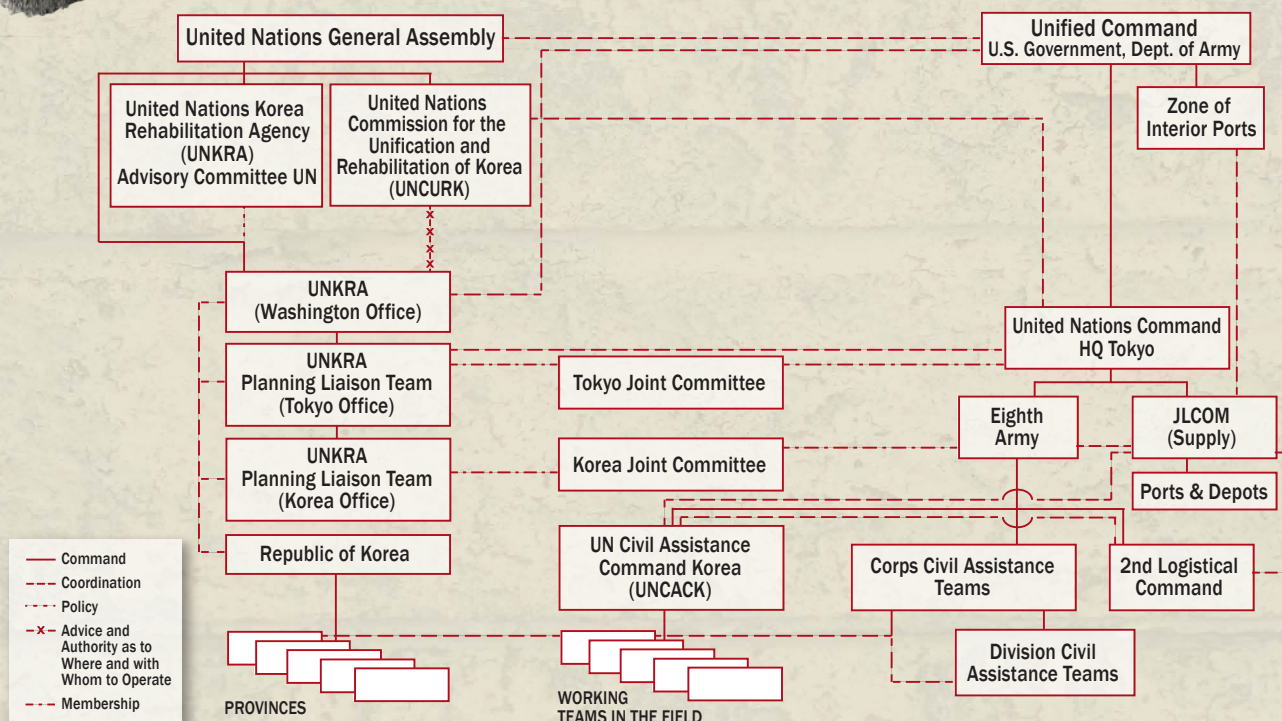 United Nations General Assembly
Unified Command
U.S. Government, Dept. of Army
United Nations Korea
Rehabilitation Agency
(UNKRA)
Advisory Committee UN
United Nations
Commission for the
Unification and
Rehabilitation of Korea
(UNCURK)
Zone of
Interior Ports
UNKRA
(Washington Office)
United Nations Command
HQ Tokyo
UNKRA
Planning Liaison Team
(Tokyo Office)
Tokyo Joint Committee
Eighth
Army
JLCOM
(Supply)
UNKRA
Planning Liaison Team
(Korea Office)
Korea Joint Committee
Ports & Depots
Republic of Korea
UN Civil Assistance
Command Korea
(UNCACK)
Corps Civil Assistance
Teams
2nd Logistical
Command
Division Civil
Assistance Teams
PROVINCES
WORKING
TEAMS IN THE FIELD
Command
Coordination
Policy
x Advice and
Authority as to
Where and with
Whom to Operate
Membership